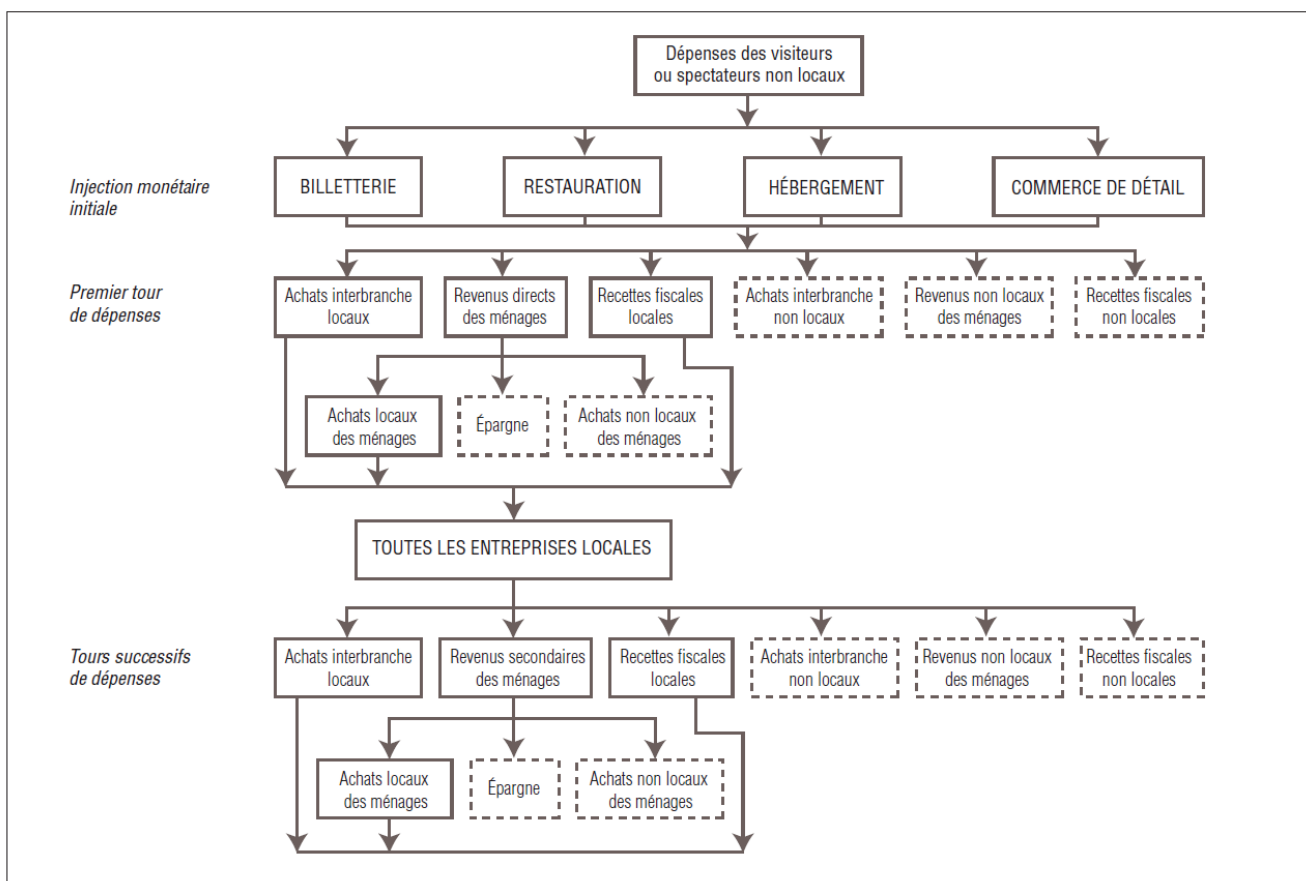 Dépenses des visiteurs
ou spectateurs non locaux
Injection monétaire
initiale
BILLETTERIE
RESTAURATION
HÉBERGEMENT
COMMERCE DE DÉTAIL
Premier tour
de dépenses
Achats interbranche
locaux
Revenus directs
des ménages
Recettes fiscales
locales
Achats interbranche
non locaux
Revenus non locaux
des ménages
Recettes fiscales
non locales
Achats locaux
des ménages
Épargne
Achats non locaux
des ménages
TOUTES LES ENTREPRISES LOCALES
Tours successifs
de dépenses
Achats interbranche
locaux
Revenus secondaires
des ménages
Recettes fiscales
locales
Achats interbranche
non locaux
Revenus non locaux
des ménages
Recettes fiscales
non locales
Achats locaux
des ménages
Épargne
Achats non locaux
des ménages